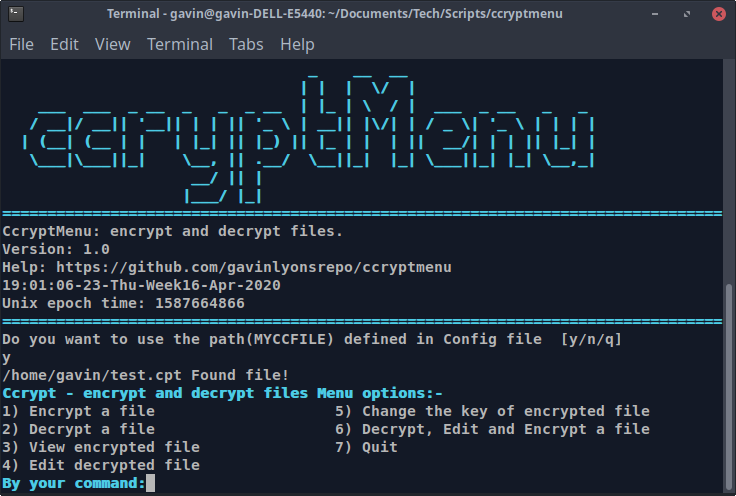 Terminal - gavin@gavin-DELL-E5440: ~/Documents/Tech/Scripts/ccryptmenu
File Edit View Terminal Tabs Help
ccryptMenu
================================================================================
CcryptMenu: encrypt and decrypt files.
Version: 1.0
Help: https://github.com/gavinlyonsrepo/ccryptmenu
19:01:06-23-Thu-Week16-Apr-2020
Unix epoch time: 1587664866
================================================================================
Do you want to use the path(MYCCFILE) defined in Config file  [y/n/q]
y
/home/gavin/test.cpt Found file!
Ccrypt - encrypt and decrypt files Menu options:-
1) Encrypt a file                    5) Change the key of encrypted file
2) Decrypt a file                    6) Decrypt, Edit and Encrypt a file
3) View encrypted file               7) Quit
4) Edit decrypted file
By your command: